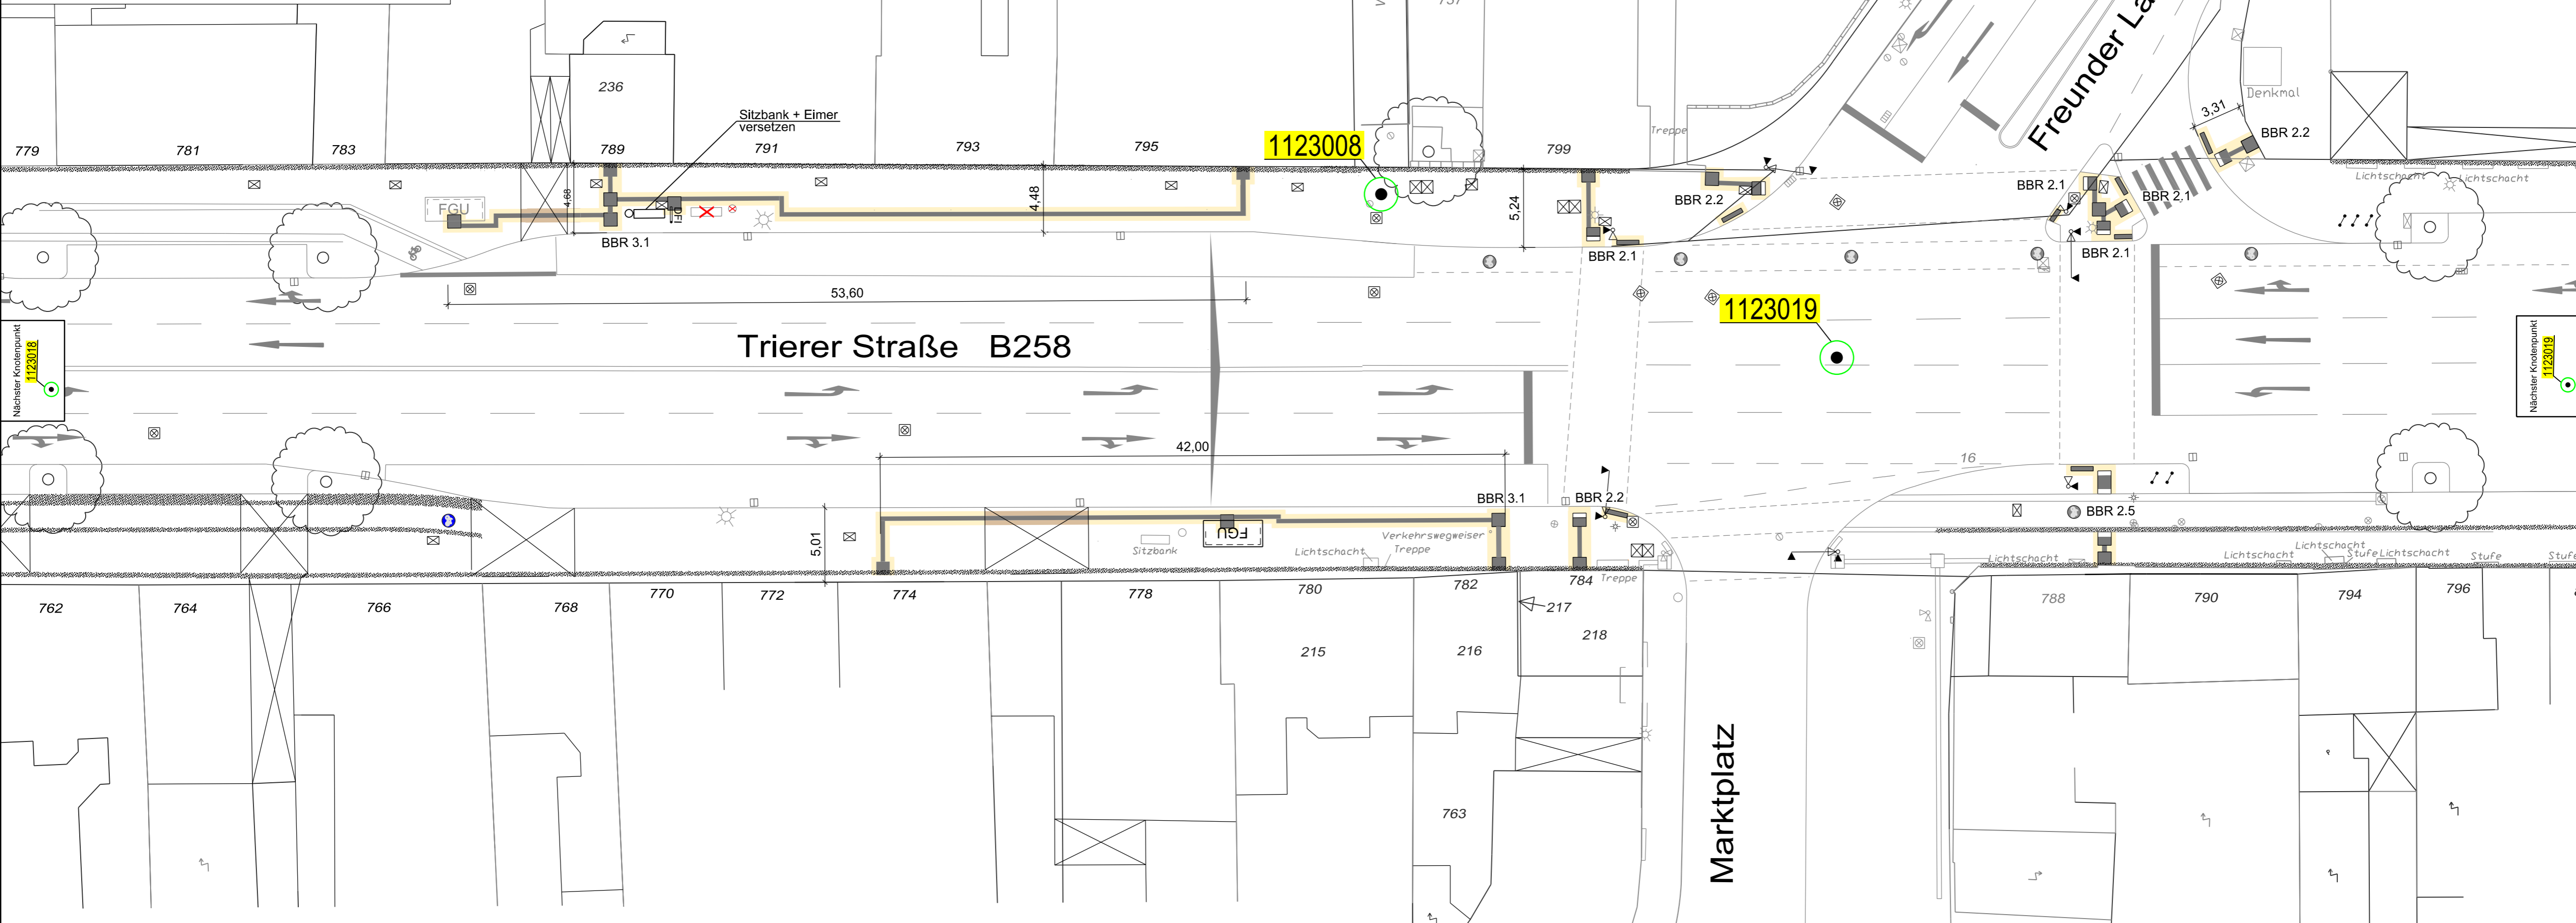 757
236
Sitzbank + Eimer
versetzen
779
781
783
789
791
793
795
1123008
799
Treppe
Freunder La
Denkmal
3,31
BBR 2.2
FGU
4,68
DFI
4,48
5,24
BBR 2.2
BBR 2.1
BBR 2.1
Lichtschacht
Lichtschacht
BBR 3.1
BBR 2.1
BBR 2.1
53,60
1123019
Nächster Knotenpunkt
1123018
Trierer Straße B258
Nächster Knotenpunkt
1123019
42,00
16
BBR 3.1
BBR 2.2
BBR 2.5
5,01
FGU
Sitzbank
Lichtschacht
Verkehrswegweiser
Treppe
Treppe
Lichtschacht
Lichtschacht
Lichtschacht
Stufe
Lichtschacht
Stufe
Stufe
762
764
766
768
770
772
774
778
780
782
784
788
790
794
796
217
218
215
216
763
Marktplatz